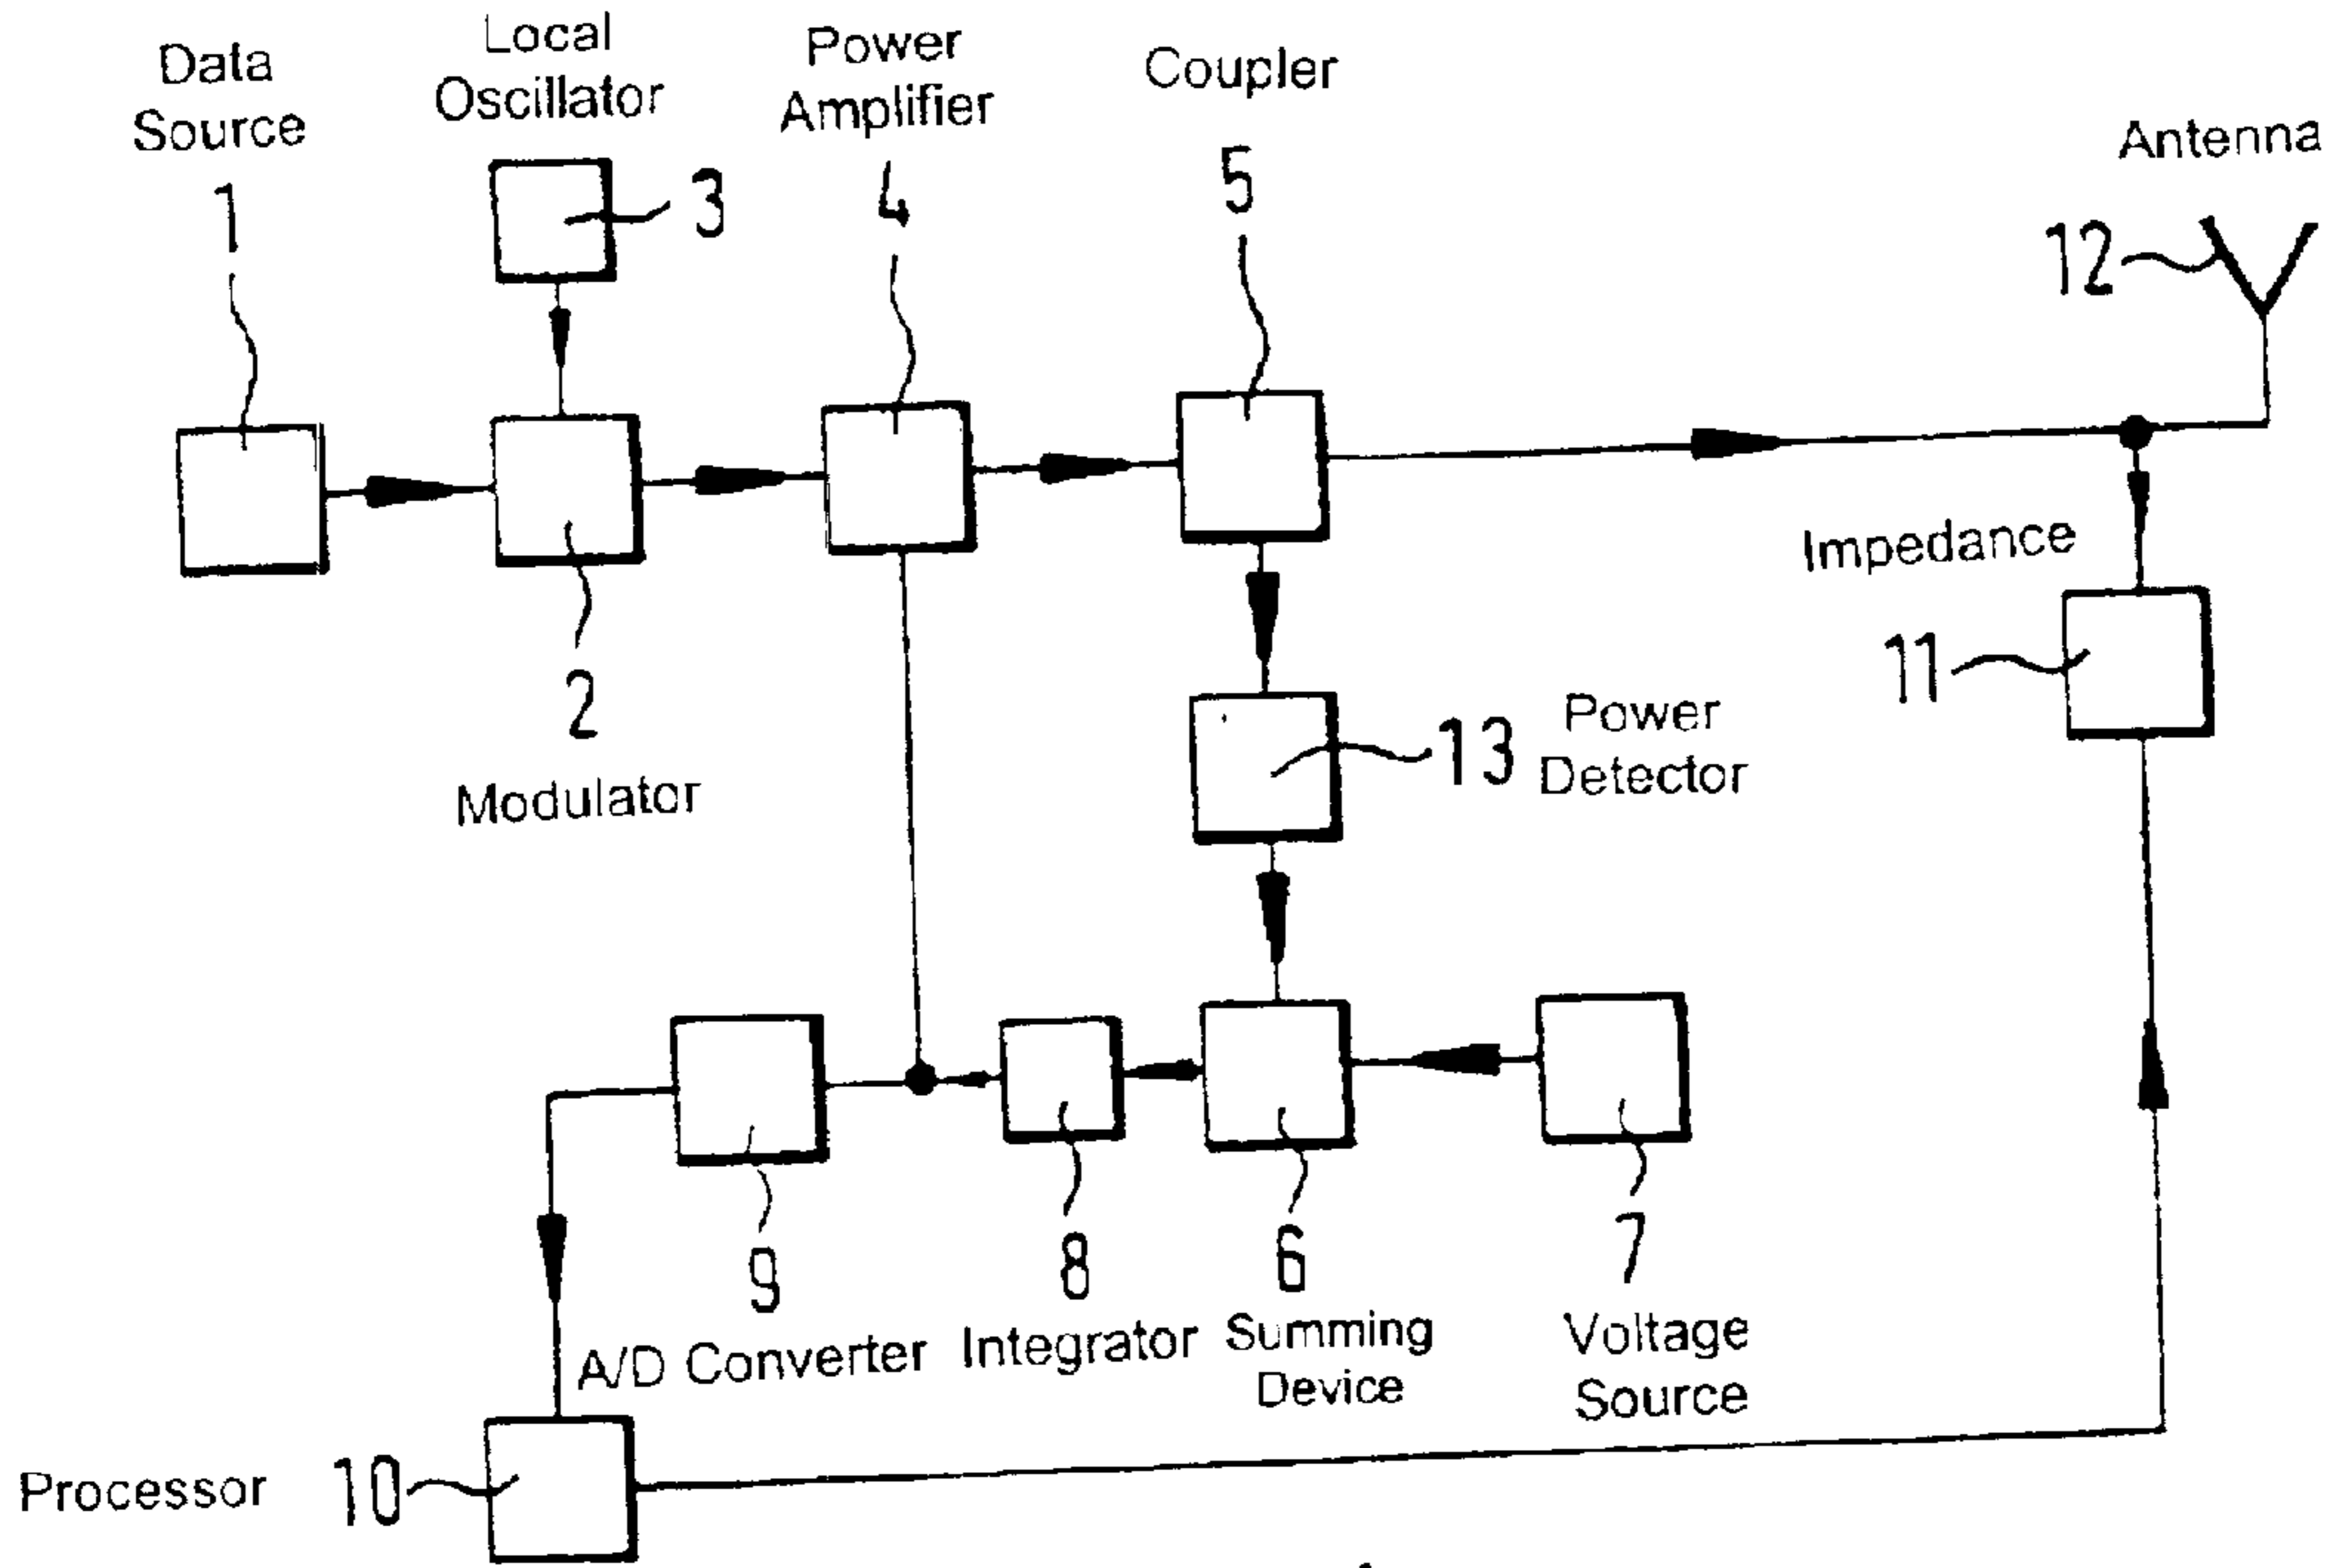 Data
Source
1
Local
Oscillator
3
Power
Amplifier
4
Coupler
5
Antenna
12
2
Modulator
Impedance
11
13
Power
Detector
9
A/D Converter
8
Integrator
6
Summing
Device
7
Voltage
Source
Processor
10